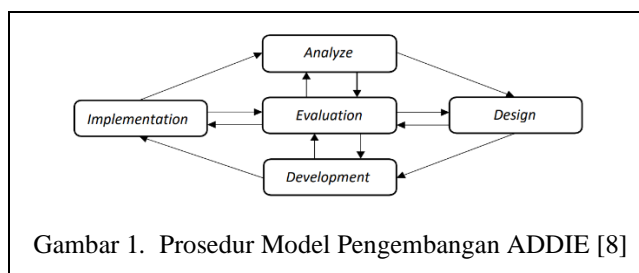 Analyze
Implementation
Evaluation
Design
Development
Gambar 1. Prosedur Model Pengembangan ADDIE [8]